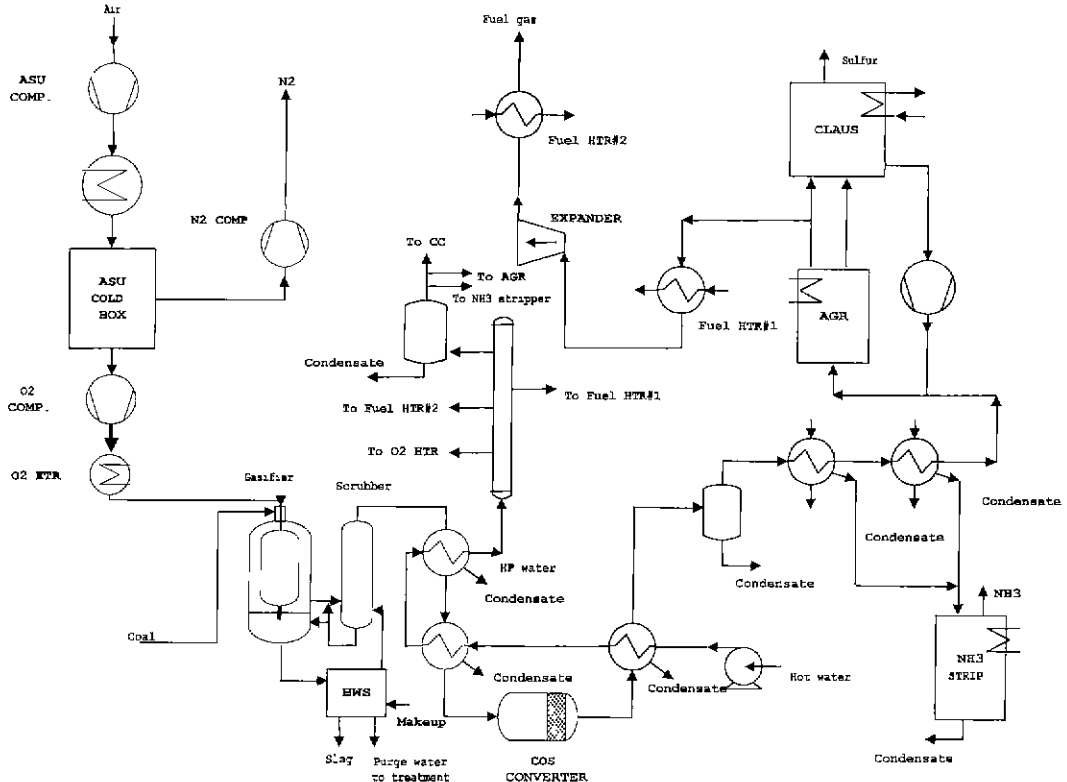 Air
ASU
COMP.
N2
N2 COMP
ASU
COLD
BOX
O2
COMP.
O2 HTR
Fuel gas
Fuel HTR#2
EXPANDER
To CC
To AGR
To NH3 stripper
Condensate
To Fuel HTR#2
To O2 HTR
To Fuel HTR#1
Fuel HTR#1
Sulfur
CLAUS
AGR
Gasifier
Scrubber
HP water
Condensate
Coal
BWS
Makeup
Slag
Purge water
to treatment
Condensate
COS
CONVERTER
Condensate
Hot water
Condensate
Condensate
Condensate
NH3
NH3
STRIP
Condensate